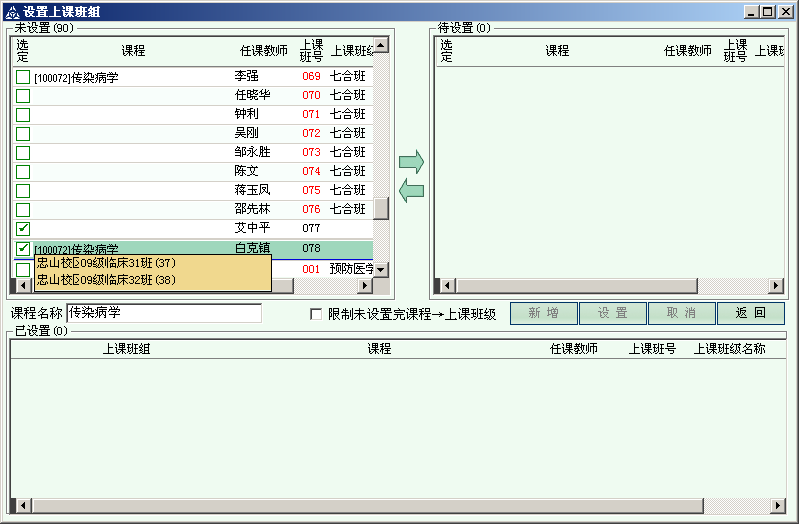 设置上课班组
未设置(90)
选定 课程 任课教师 上课班号 上课班级
[100072]传染病学 李强 069 七合班
任晓华 070 七合班
钟利 071 七合班
吴刚 072 七合班
邹永胜 073 七合班
陈文 074 七合班
蒋玉凤 075 七合班
邵先林 076 七合班
艾中平 077
[100072]传染病学 白克镇 078
忠山校区09级临床31班(37)
忠山校区09级临床32班(38)
001 预防医学
待设置(0)
选定 课程 任课教师 上课班号 上课班
课程名称 传染病学
限制未设置完课程→上课班级
新 增 设 置 取 消 返 回
已设置(0)
上课班组 课程 任课教师 上课班号 上课班级名称